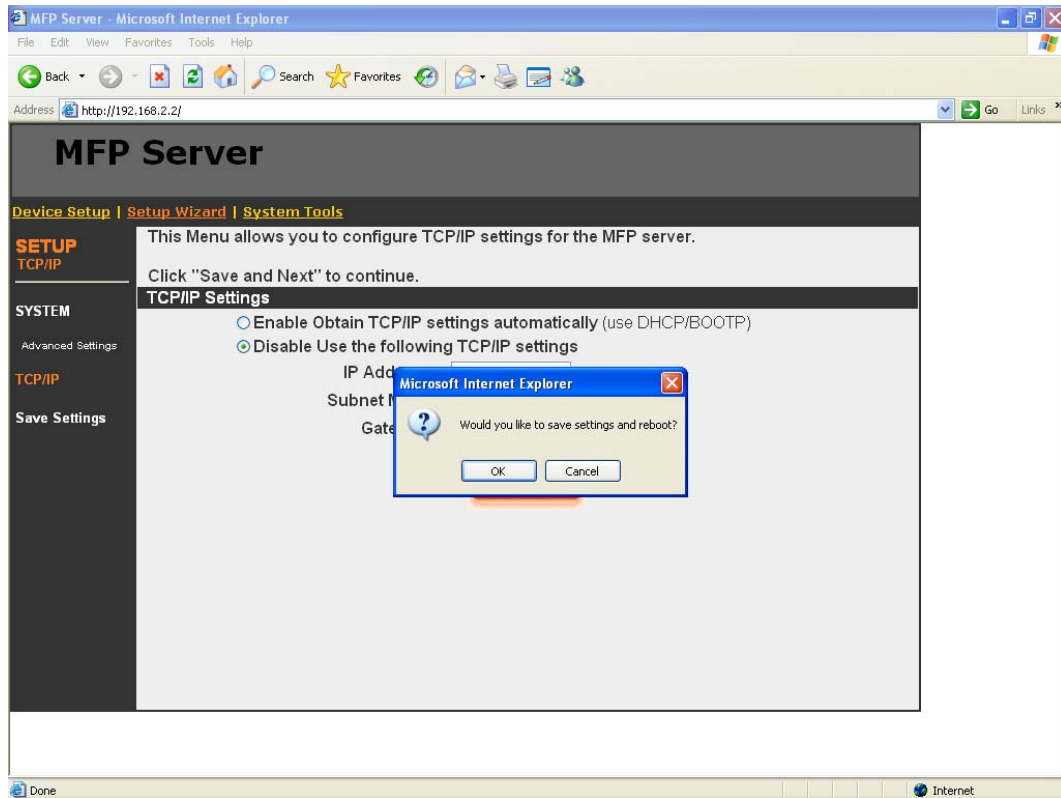 MFP Server - Microsoft Internet Explorer
File Edit View Favorites Tools Help
Back Search Favorites
Address http://192.168.2.2/ Go Links »
MFP Server
Device Setup | Setup Wizard | System Tools
SETUP
TCP/IP
SYSTEM
Advanced Settings
TCP/IP
Save Settings
This Menu allows you to configure TCP/IP settings for the MFP server.
Click "Save and Next" to continue.
TCP/IP Settings
Enable Obtain TCP/IP settings automatically (use DHCP/BOOTP)
Disable Use the following TCP/IP settings
IP Add
Subnet
Gate
Microsoft Internet Explorer
Would you like to save settings and reboot?
OK Cancel
Done Internet